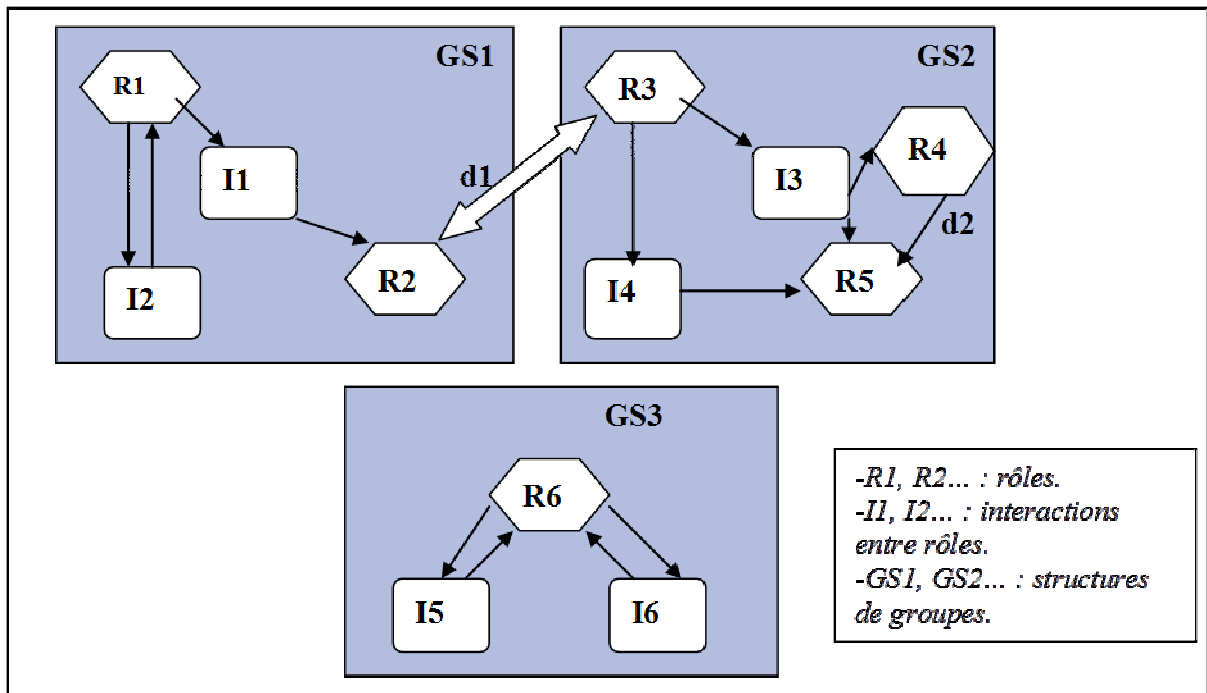 GS1
R1
I1
I2
R2
d1
GS2
R3
R4
I3
d2
I4
R5
GS3
R6
I5
I6
-R1, R2... : rôles.
-I1, I2... : interactions
entre rôles.
-GS1, GS2... : structures
de groupes.